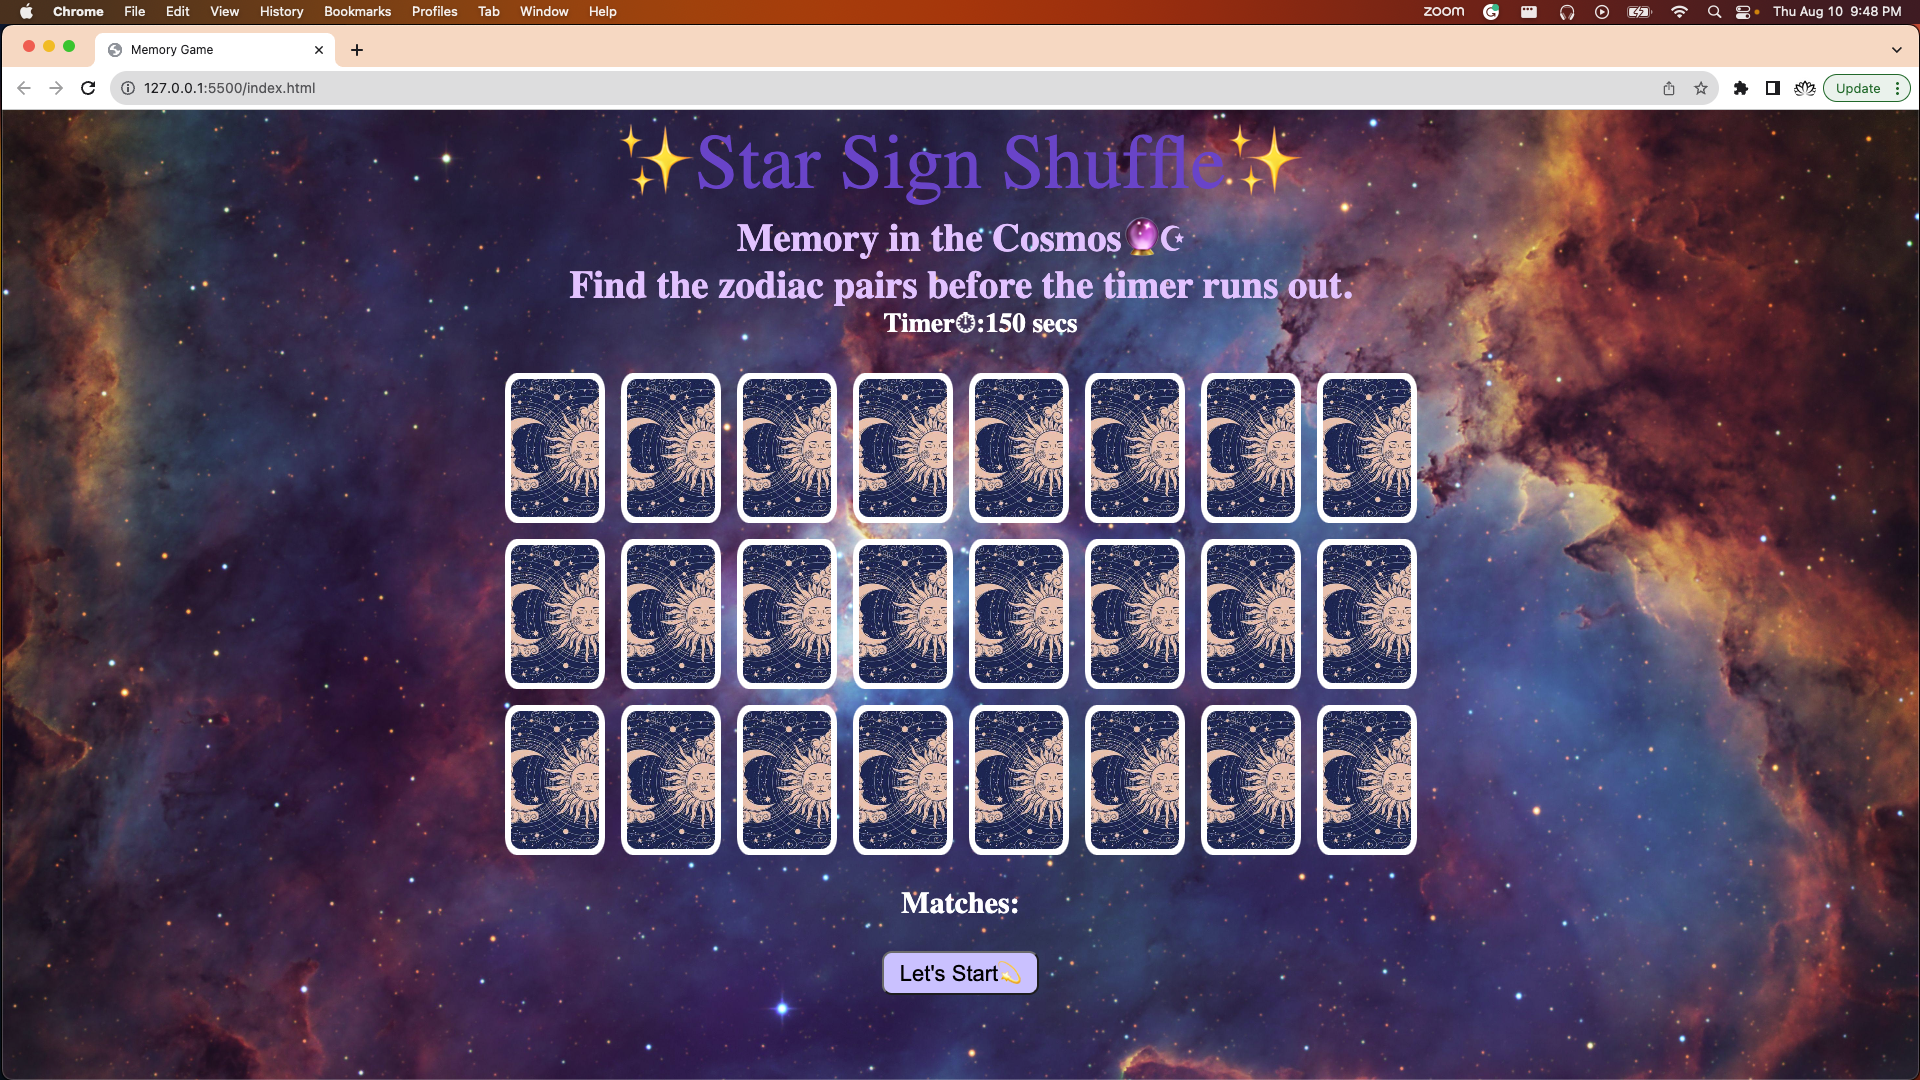 Chrome File Edit View History Bookmarks Profiles Tab Window Help zoom Thu Aug 10 9:48 PM
Memory Game
127.0.0.1:5500/index.html Update
✨Star Sign Shuffle✨
Memory in the Cosmos🔮☪
Find the zodiac pairs before the timer runs out.
Timer⏱:150 secs
Matches:
Let's Start💫